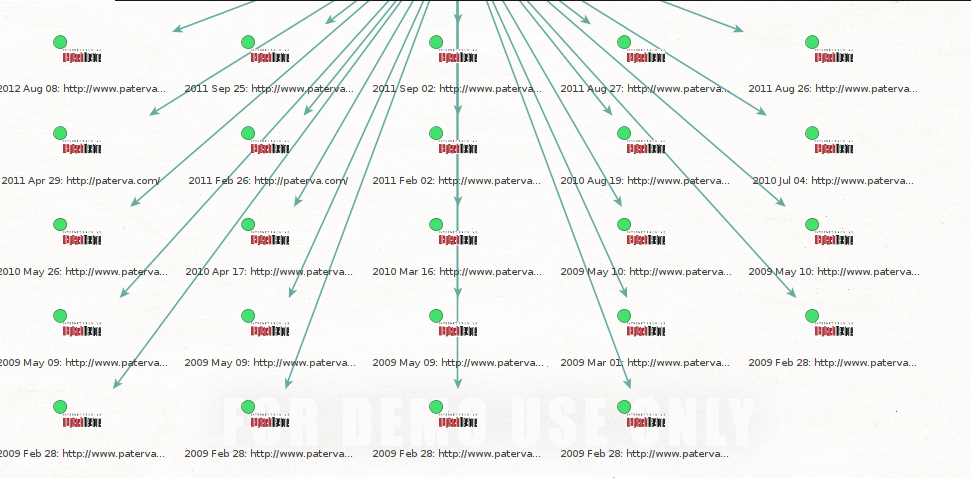 2012 Aug 08: http://www.paterva...
2011 Sep 25: http://www.paterva...
2011 Sep 02: http://www.paterva...
2011 Aug 27: http://www.paterva...
2011 Aug 26: http://www.paterva...
2011 Apr 29: http://paterva.com/
2011 Feb 26: http://paterva.com/
2011 Feb 02: http://www.paterva...
2010 Aug 19: http://www.paterva...
2010 Jul 04: http://www.paterva...
2010 May 26: http://www.paterva...
2010 Apr 17: http://www.paterva...
2010 Mar 16: http://www.paterva...
2009 May 10: http://www.paterva...
2009 May 10: http://www.paterva...
2009 May 09: http://www.paterva...
2009 May 09: http://www.paterva...
2009 May 09: http://www.paterva...
2009 Mar 01: http://www.paterva...
2009 Feb 28: http://www.paterva...
FOR DEMO USE ONLY
2009 Feb 28: http://www.paterva...
2009 Feb 28: http://www.paterva...
2009 Feb 28: http://www.paterva...
2009 Feb 28: http://www.paterva...